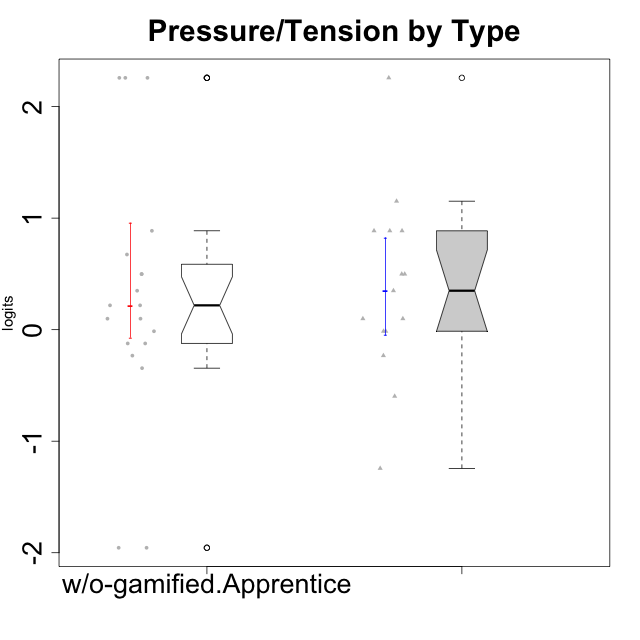 Pressure/Tension by Type
logits
2
1
0
-1
-2
w/o-gamified.Apprentice